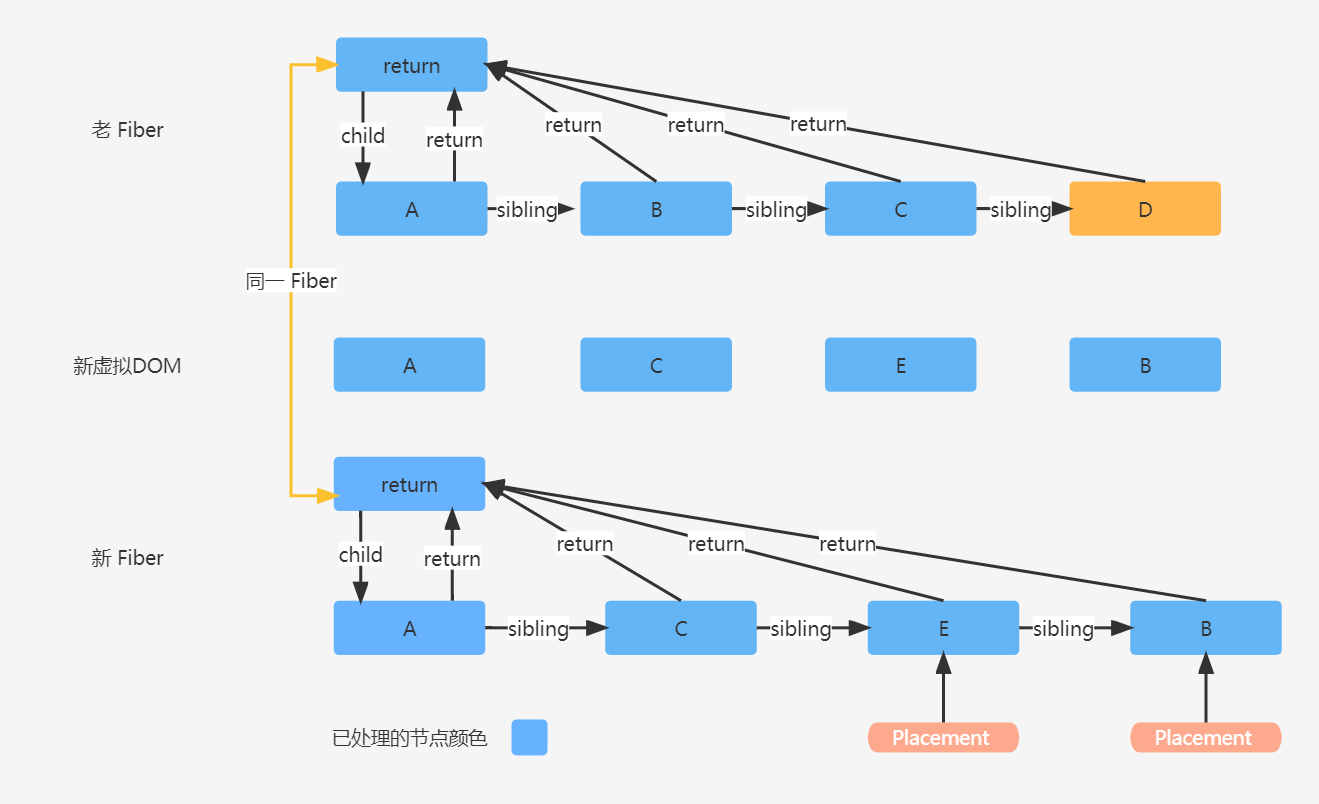 return
老 Fiber
child
return
return
return
return
A
sibling
B
sibling
C
sibling
D
同一 Fiber
新虚拟DOM
A
C
E
B
return
新 Fiber
child
return
return
return
return
A
sibling
C
sibling
E
sibling
B
已处理的节点颜色
Placement
Placement